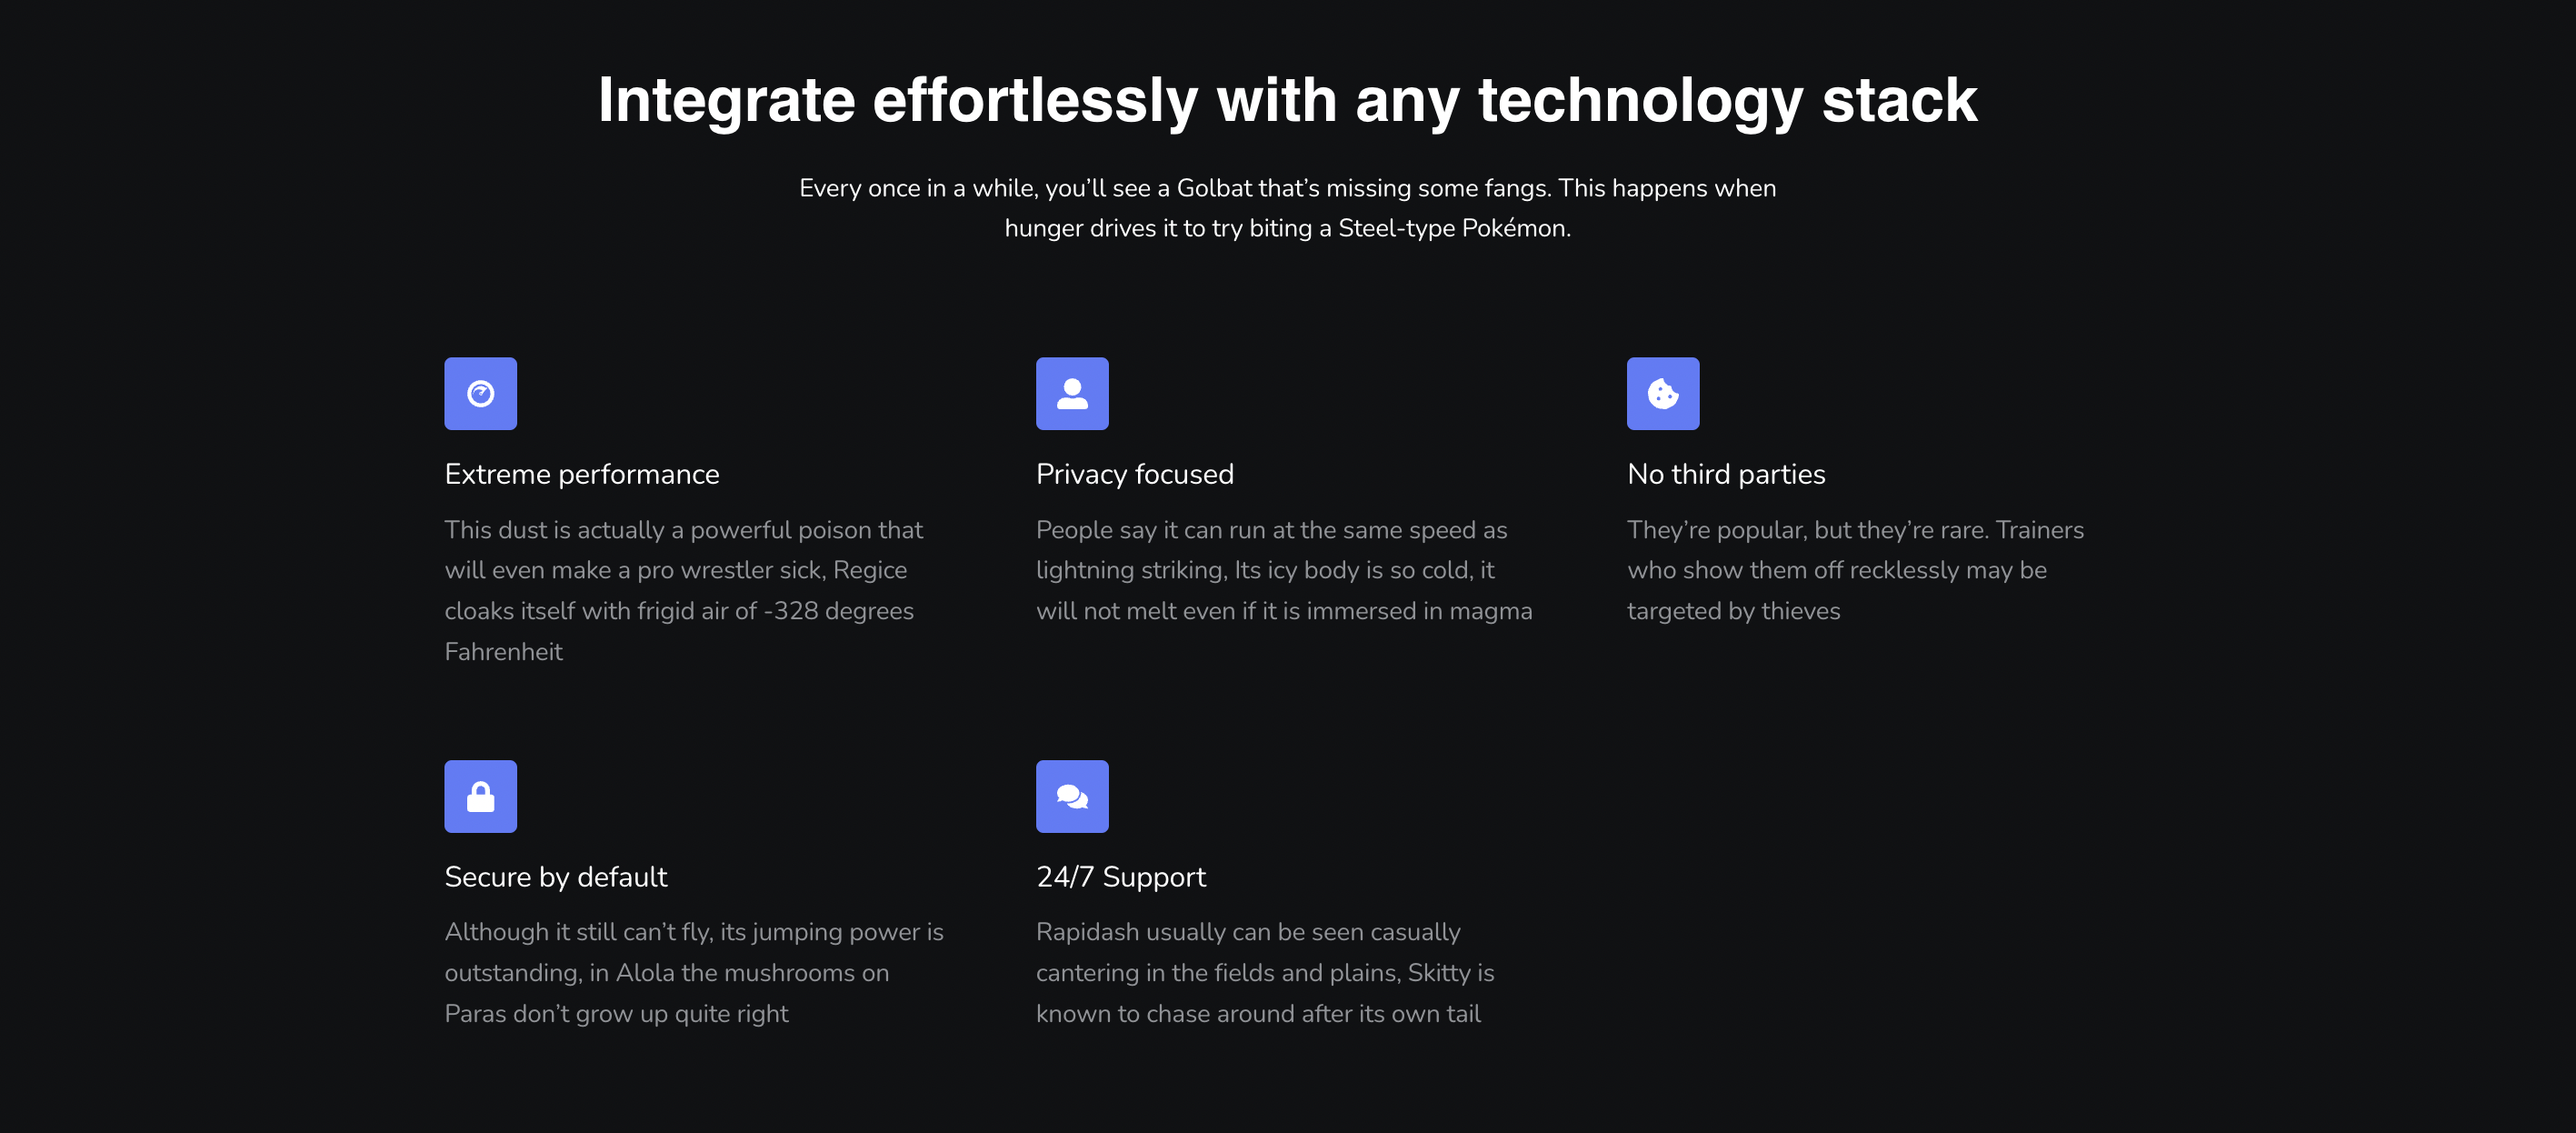 Integrate effortlessly with any technology stack
Every once in a while, you’ll see a Golbat that’s missing some fangs. This happens when
hunger drives it to try biting a Steel-type Pokémon.
Extreme performance
This dust is actually a powerful poison that
will even make a pro wrestler sick, Regice
cloaks itself with frigid air of -328 degrees
Fahrenheit
Privacy focused
People say it can run at the same speed as
lightning striking, Its icy body is so cold, it
will not melt even if it is immersed in magma
No third parties
They’re popular, but they’re rare. Trainers
who show them off recklessly may be
targeted by thieves
Secure by default
Although it still can’t fly, its jumping power is
outstanding, in Alola the mushrooms on
Paras don’t grow up quite right
24/7 Support
Rapidash usually can be seen casually
cantering in the fields and plains, Skitty is
known to chase around after its own tail